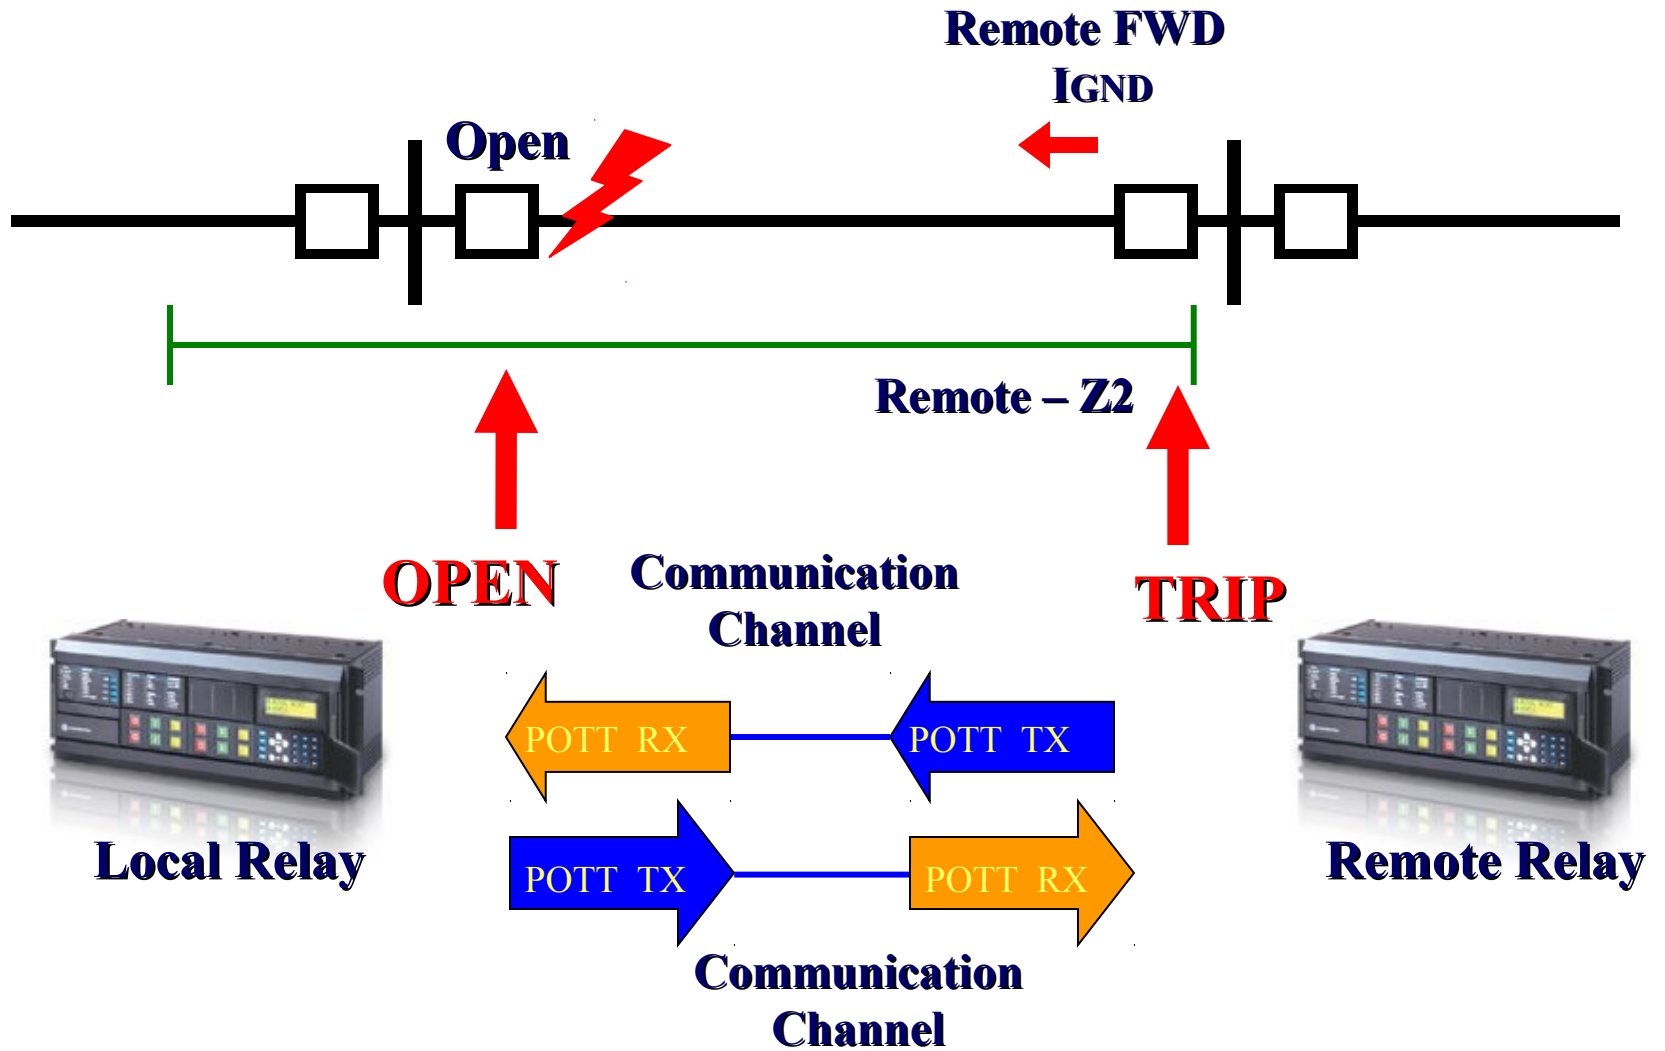 Remote FWD
IGND
Open
Remote – Z2
OPEN
Communication
Channel
TRIP
POTT RX
POTT TX
Local Relay
Remote Relay
POTT TX
POTT RX
Communication
Channel